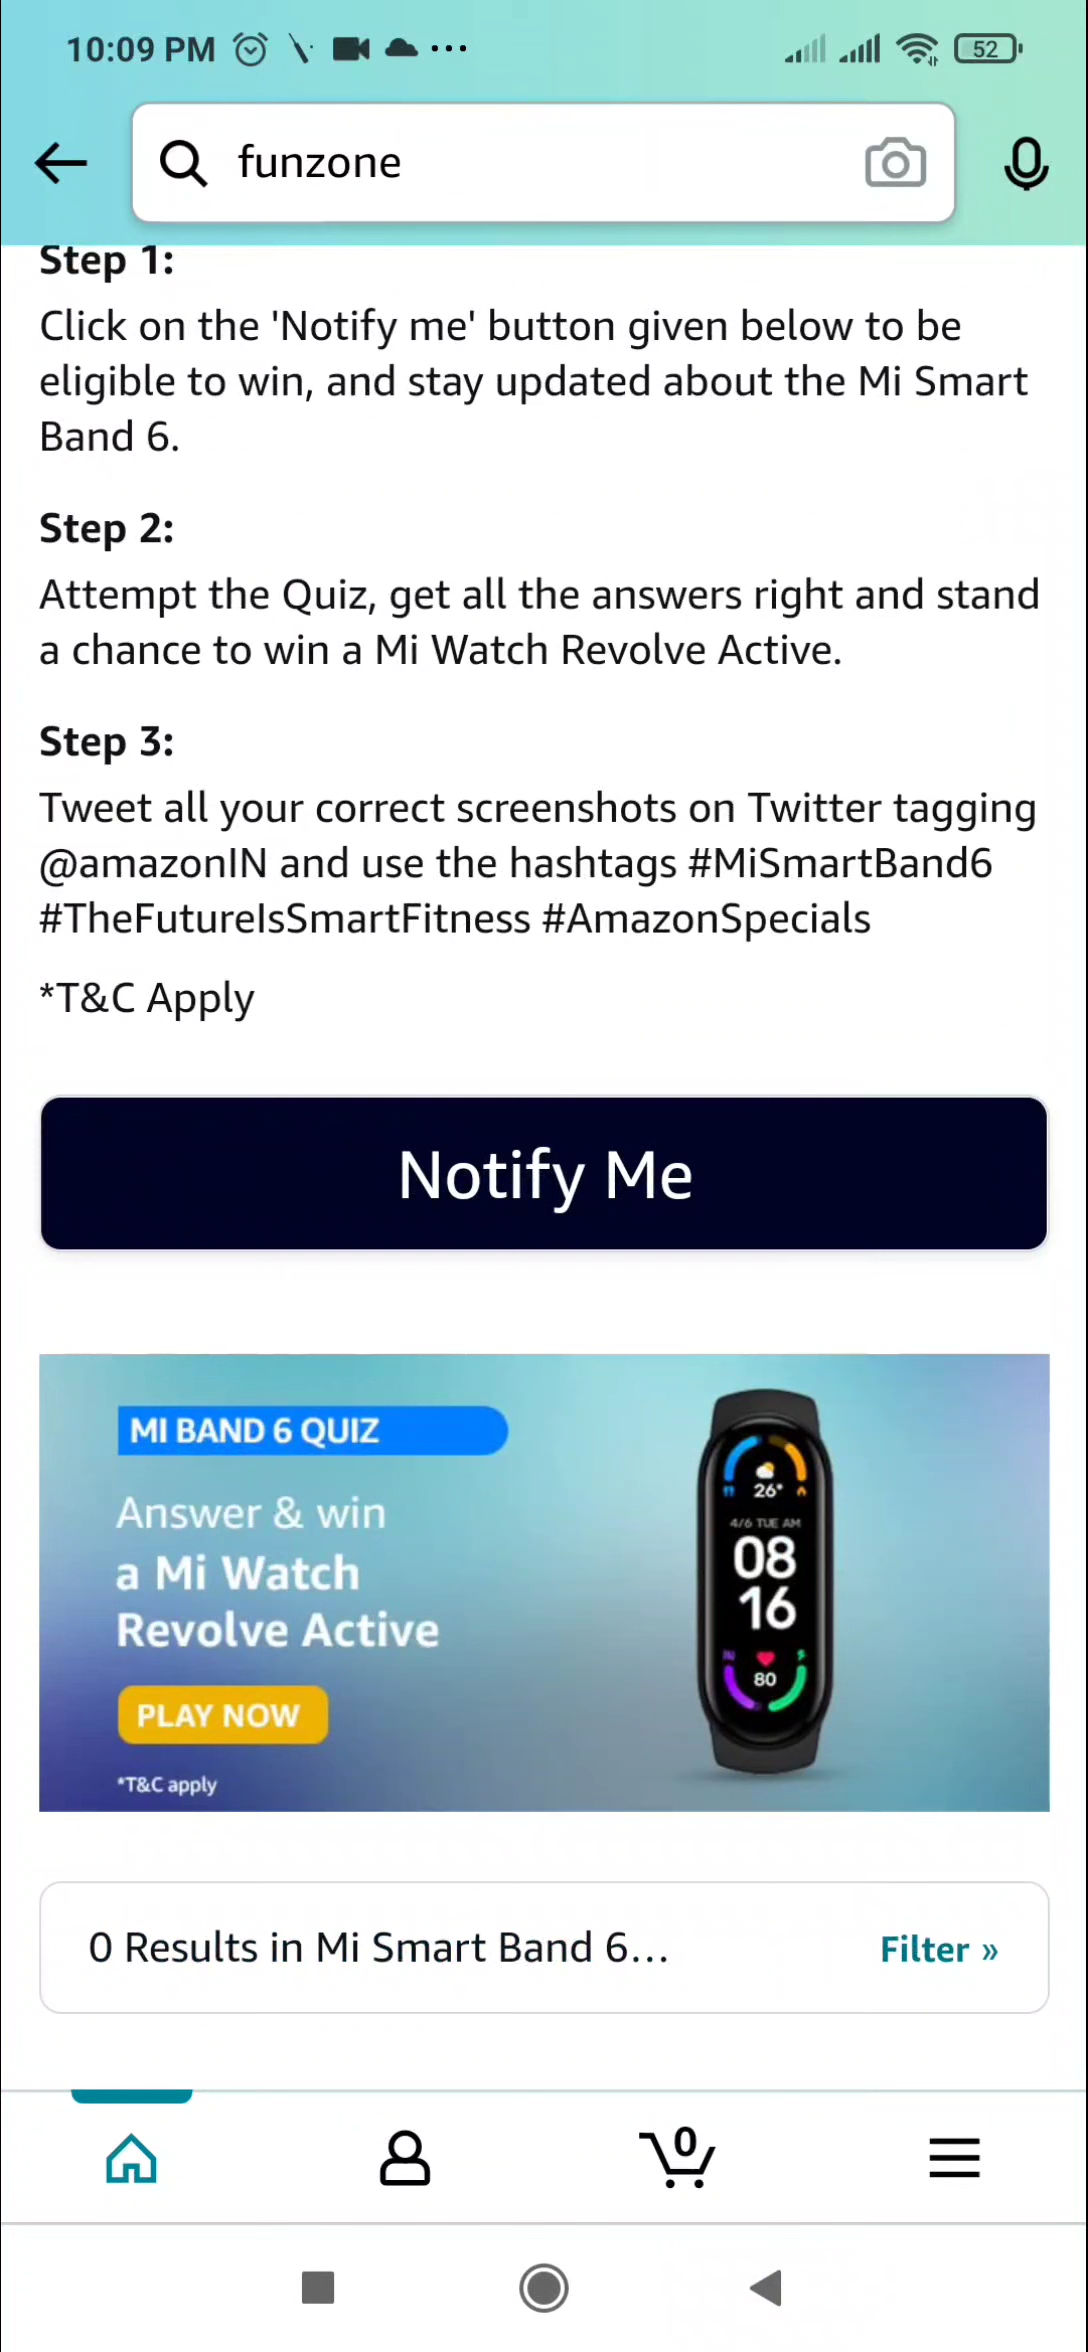 10:09 PM
52
funzone
Step 1:
Click on the 'Notify me' button given below to be
eligible to win, and stay updated about the Mi Smart
Band 6.
Step 2:
Attempt the Quiz, get all the answers right and stand
a chance to win a Mi Watch Revolve Active.
Step 3:
Tweet all your correct screenshots on Twitter tagging
@amazonIN and use the hashtags #MiSmartBand6
#TheFutureIsSmartFitness #AmazonSpecials
*T&C Apply
Notify Me
MI BAND 6 QUIZ
Answer & win
a Mi Watch
Revolve Active
PLAY NOW
*T&C apply
26°
4/6 TUE AM
08
16
80
0 Results in Mi Smart Band 6...
Filter »
0